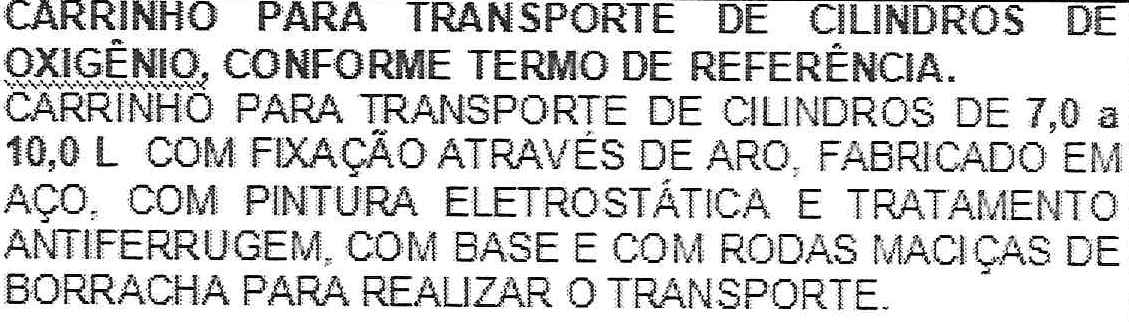 CARRINHO PARA TRANSPORTE DE CILINDROS DE
OXIGÊNIO, CONFORME TERMO DE REFERÊNCIA.
CARRINHO PARA TRANSPORTE DE CILINDROS DE 7,0 a
10,0 L COM FIXAÇÃO ATRAVÉS DE ARO, FABRICADO EM
AÇO, COM PINTURA ELETROSTÁTICA E TRATAMENTO
ANTIFERRUGEM, COM BASE E COM RODAS MACIÇAS DE
BORRACHA PARA REALIZAR O TRANSPORTE.